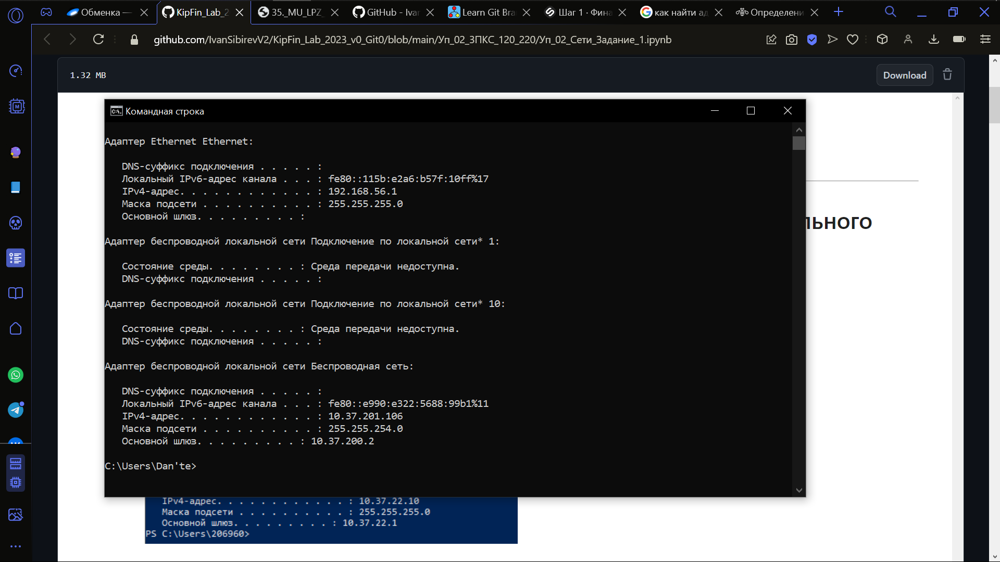 Обменка —
KipFin_Lab_2
35._MU_LPZ_
GitHub - Ivan
Learn Git Bra
Шаг 1 · Фина
как найти ад
Определени
github.com/IvanSibirevV2/KipFin_Lab_2023_v0_Git0/blob/main/Уп_02_3ПКС_120_220/Уп_02_Сети_Задание_1.ipynb
1.32 MB
Download
Командная строка
Адаптер Ethernet Ethernet:
DNS-суффикс подключения . . . . . :
Локальный IPv6-адрес канала . . . : fe80::115b:e2a6:b57f:10ff%17
IPv4-адрес. . . . . . . . . . . . : 192.168.56.1
Маска подсети . . . . . . . . . . : 255.255.255.0
Основной шлюз. . . . . . . . . :
льного
Адаптер беспроводной локальной сети Подключение по локальной сети* 1:
Состояние среды. . . . . . . . : Среда передачи недоступна.
DNS-суффикс подключения . . . . . :
Адаптер беспроводной локальной сети Подключение по локальной сети* 10:
Состояние среды. . . . . . . . : Среда передачи недоступна.
DNS-суффикс подключения . . . . . :
Адаптер беспроводной локальной сети Беспроводная сеть:
DNS-суффикс подключения . . . . . :
Локальный IPv6-адрес канала . . . : fe80::e990:e322:5688:99b1%11
IPv4-адрес. . . . . . . . . . . . : 10.37.201.106
Маска подсети . . . . . . . . . . : 255.255.254.0
Основной шлюз. . . . . . . . . : 10.37.200.2
C:\Users\Dan'te>
IPv4-адрес. . . . . . . . . . . . : 10.37.22.10
Маска подсети . . . . . . . . . . : 255.255.255.0
Основной шлюз. . . . . . . . . : 10.37.22.1
PS C:\Users\206960>